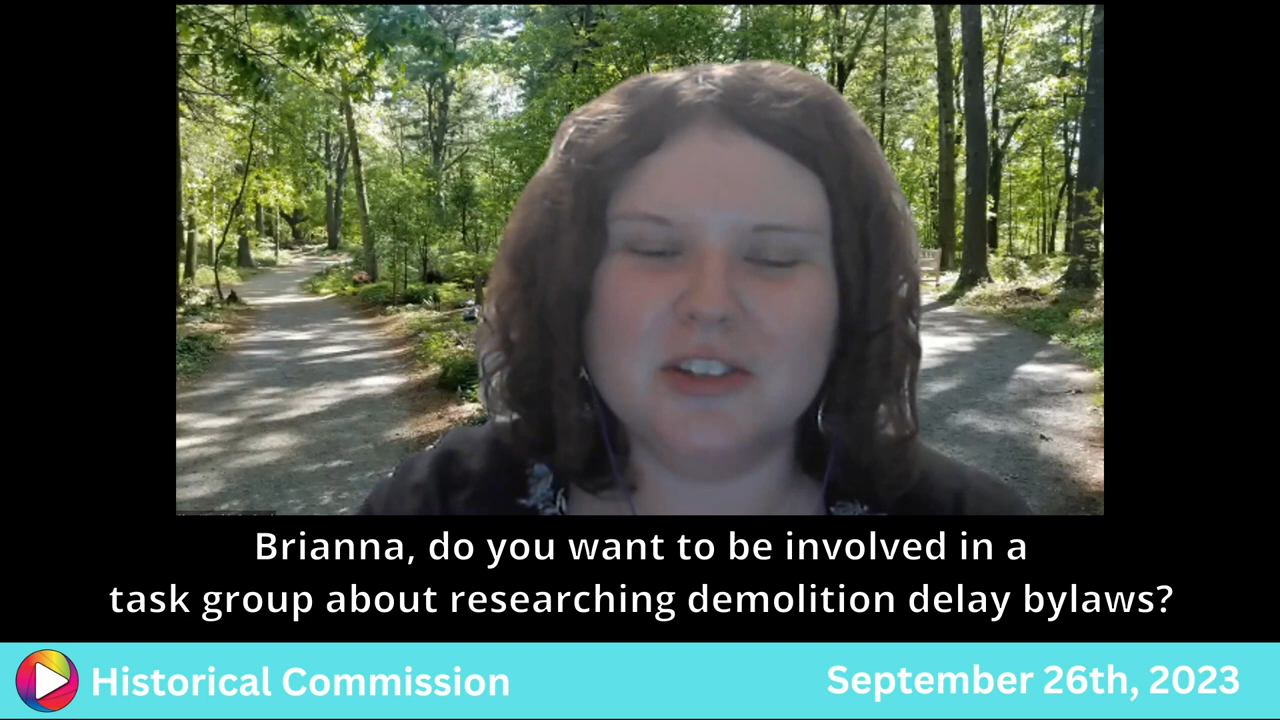 Brianna, do you want to be involved in a
task group about researching demolition delay bylaws?
Historical Commission
September 26th, 2023